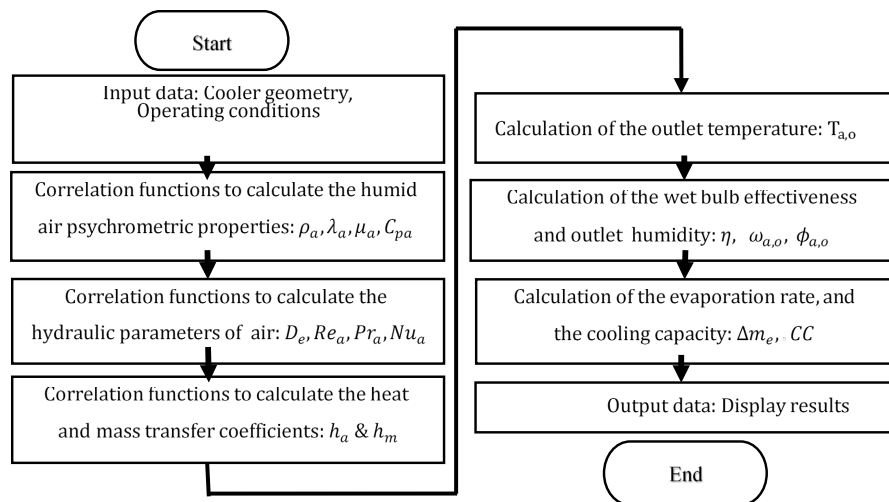 Start
Input data: Cooler geometry,
Operating conditions
Correlation functions to calculate the humid
air psychrometric properties: ρₐ, λₐ, μₐ, Cₚₐ
Correlation functions to calculate the
hydraulic parameters of air: Dₑ, Reₐ, Prₐ, Nuₐ
Correlation functions to calculate the heat
and mass transfer coefficients: hₐ & hₘ
Calculation of the outlet temperature: T_{a,o}
Calculation of the wet bulb effectiveness
and outlet humidity: η, ω_{a,o}, ϕ_{a,o}
Calculation of the evaporation rate, and
the cooling capacity: Δmₑ, CC
Output data: Display results
End